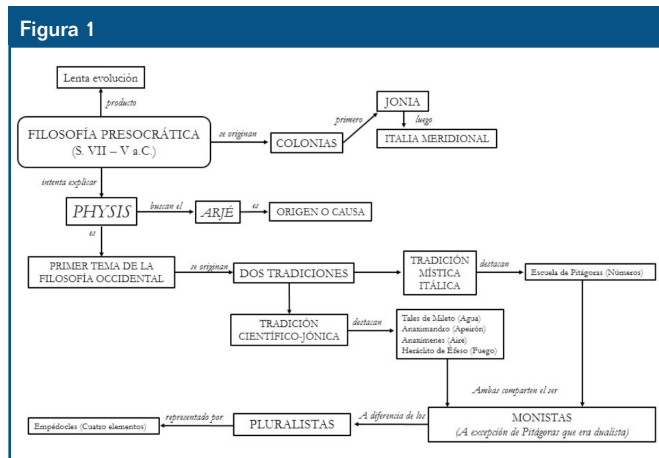 Figura 1
Lenta evolución
producto
FILOSOFÍA PRESOCRÁTICA
(S. VII – V a.C.)
se originan
COLONIAS
primero
JONIA
luego
ITALIA MERIDIONAL
intenta explicar
PHYSIS
buscan el
ARJÉ
es
ORIGEN O CAUSA
es
PRIMER TEMA DE LA
FILOSOFÍA OCCIDENTAL
se originan
DOS TRADICIONES
TRADICIÓN
MÍSTICA
ITÁLICA
destacan
Escuela de Pitágoras (Números)
TRADICIÓN
CIENTÍFICO-JÓNICA
destacan
Tales de Mileto (Agua)
Anaximandro (Apeirón)
Anaxímenes (Aire)
Heráclito de Éfeso (Fuego)
Ambas comparten el ser
MONISTAS
(A excepción de Pitágoras que era dualista)
A diferencia de los
PLURALISTAS
representado por
Empédocles (Cuatro elementos)